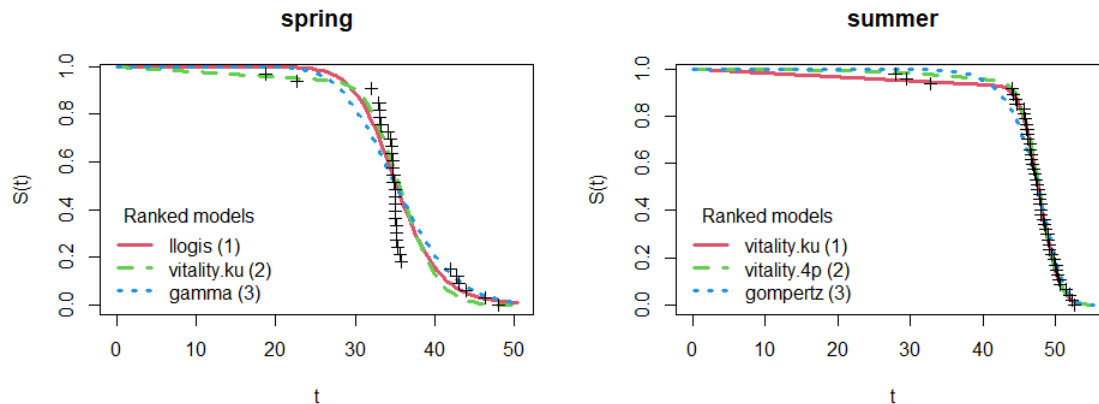 spring
S(t)
1.0
0.8
0.6
0.4
0.2
0.0
Ranked models
llogis (1)
vitality.ku (2)
gamma (3)
0 10 20 30 40 50
t
summer
S(t)
1.0
0.8
0.6
0.4
0.2
0.0
Ranked models
vitality.ku (1)
vitality.4p (2)
gompertz (3)
0 10 20 30 40 50
t